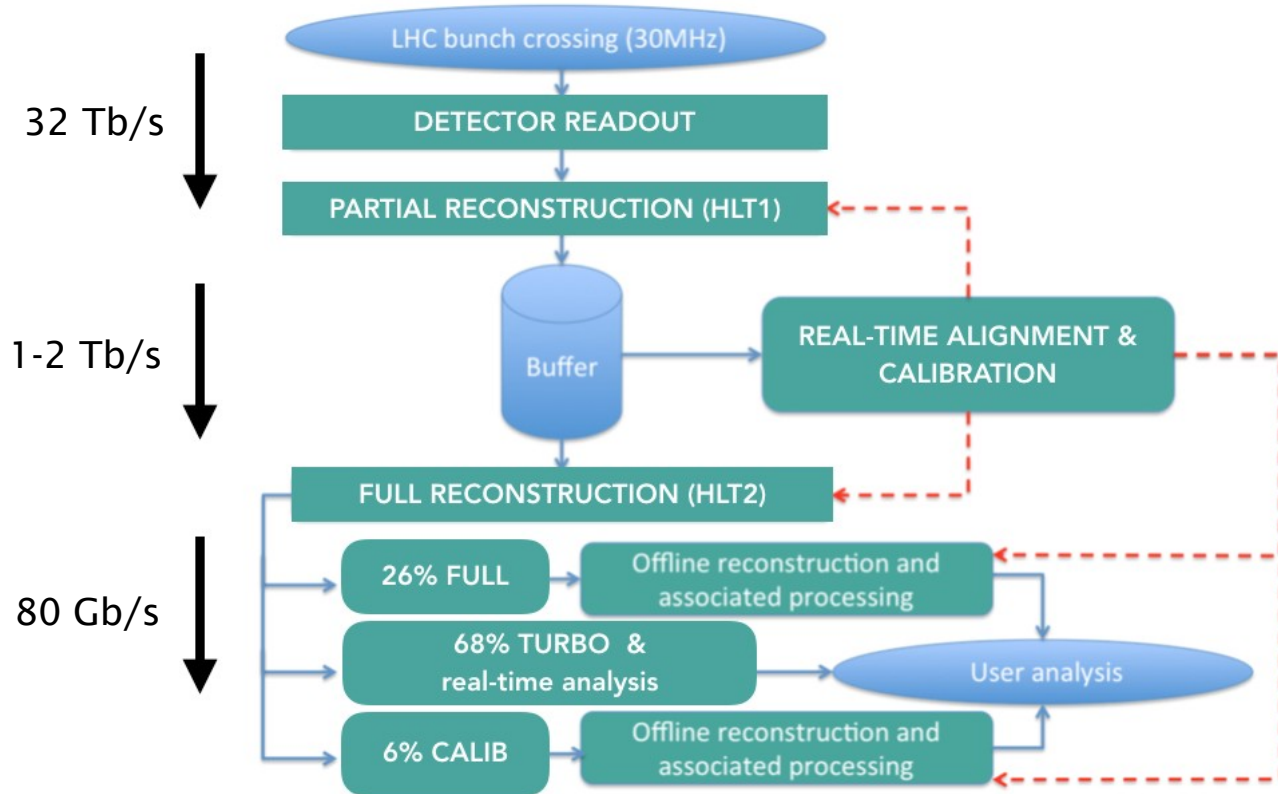 LHC bunch crossing (30MHz)
32 Tb/s
DETECTOR READOUT
PARTIAL RECONSTRUCTION (HLT1)
1-2 Tb/s
Buffer
REAL-TIME ALIGNMENT &
CALIBRATION
FULL RECONSTRUCTION (HLT2)
80 Gb/s
26% FULL
Offline reconstruction and
associated processing
68% TURBO &
real-time analysis
User analysis
6% CALIB
Offline reconstruction and
associated processing